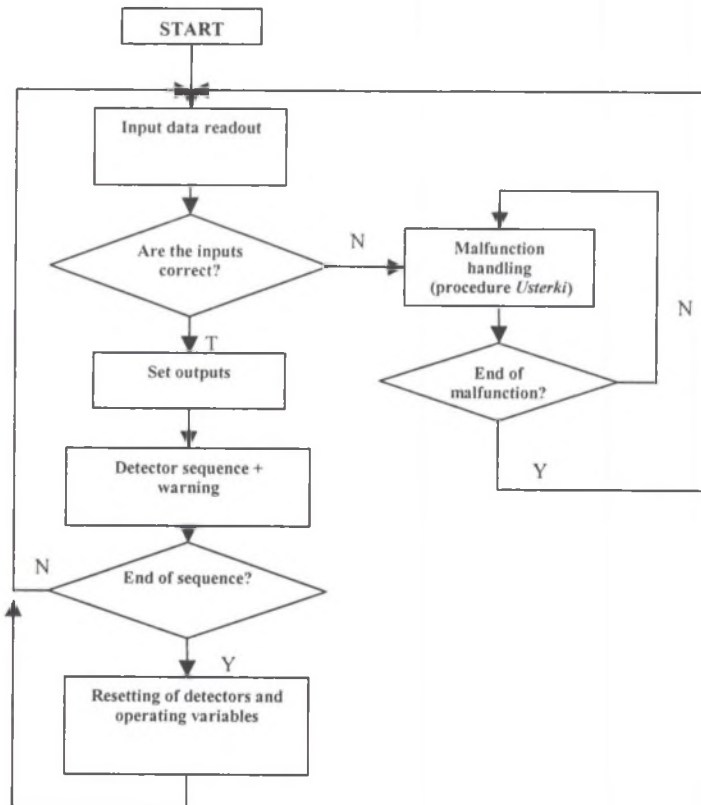 START
Input data readout
Are the inputs
correct?
N
Malfunction
handling
(procedure Usterki)
N
T
Set outputs
End of
malfunction?
Y
Detector sequence +
warning
N
End of sequence?
Y
Resetting of detectors and
operating variables